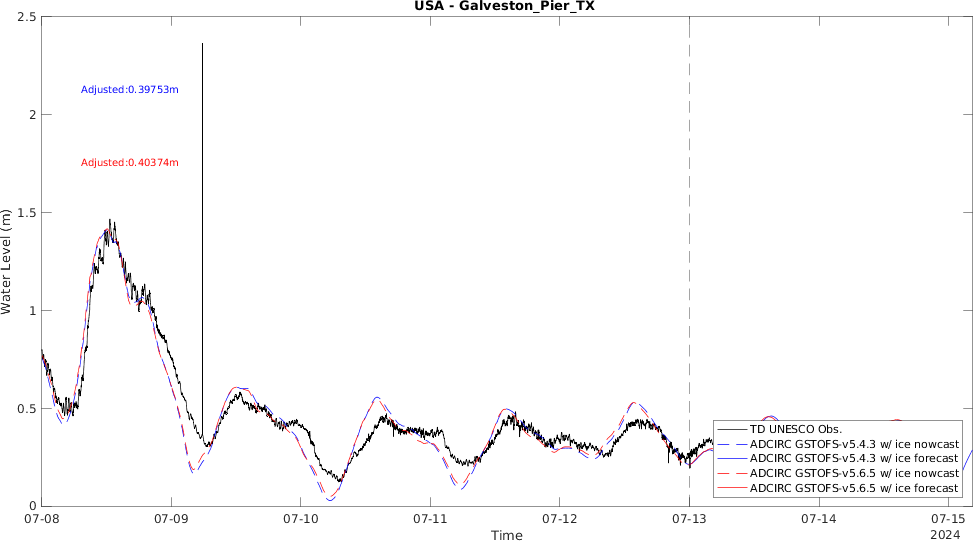 USA - Galveston_Pier_TX
2.5
Adjusted:0.39753m
2
Adjusted:0.40374m
1.5
Water Level (m)
1
0.5
TD UNESCO Obs.
ADCIRC GSTOFS-v5.4.3 w/ ice nowcast
ADCIRC GSTOFS-v5.4.3 w/ ice forecast
ADCIRC GSTOFS-v5.6.5 w/ ice nowcast
ADCIRC GSTOFS-v5.6.5 w/ ice forecast
0
07-08 07-09 07-10 07-11 07-12 07-13 07-14 07-15
Time
2024